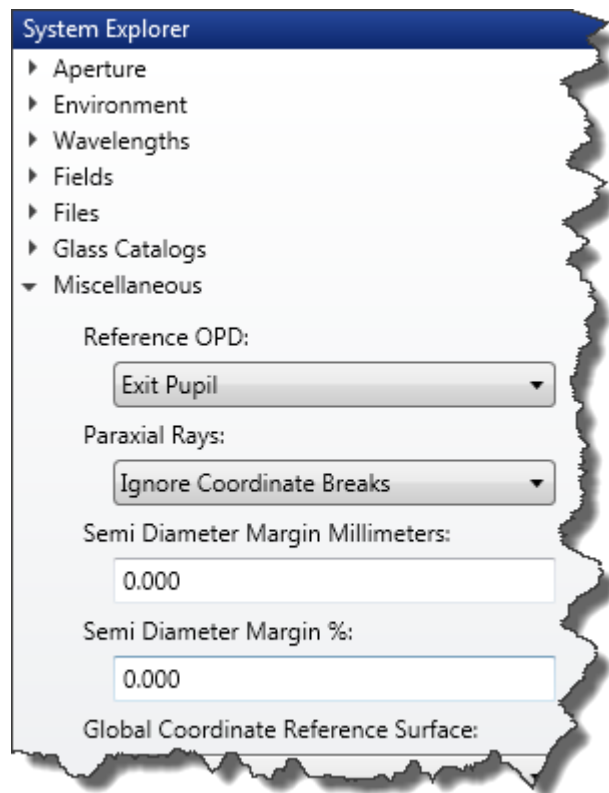 System Explorer
Aperture
Environment
Wavelengths
Fields
Files
Glass Catalogs
Miscellaneous
Reference OPD:
Exit Pupil
Paraxial Rays:
Ignore Coordinate Breaks
Semi Diameter Margin Millimeters:
0.000
Semi Diameter Margin %:
0.000
Global Coordinate Reference Surface: